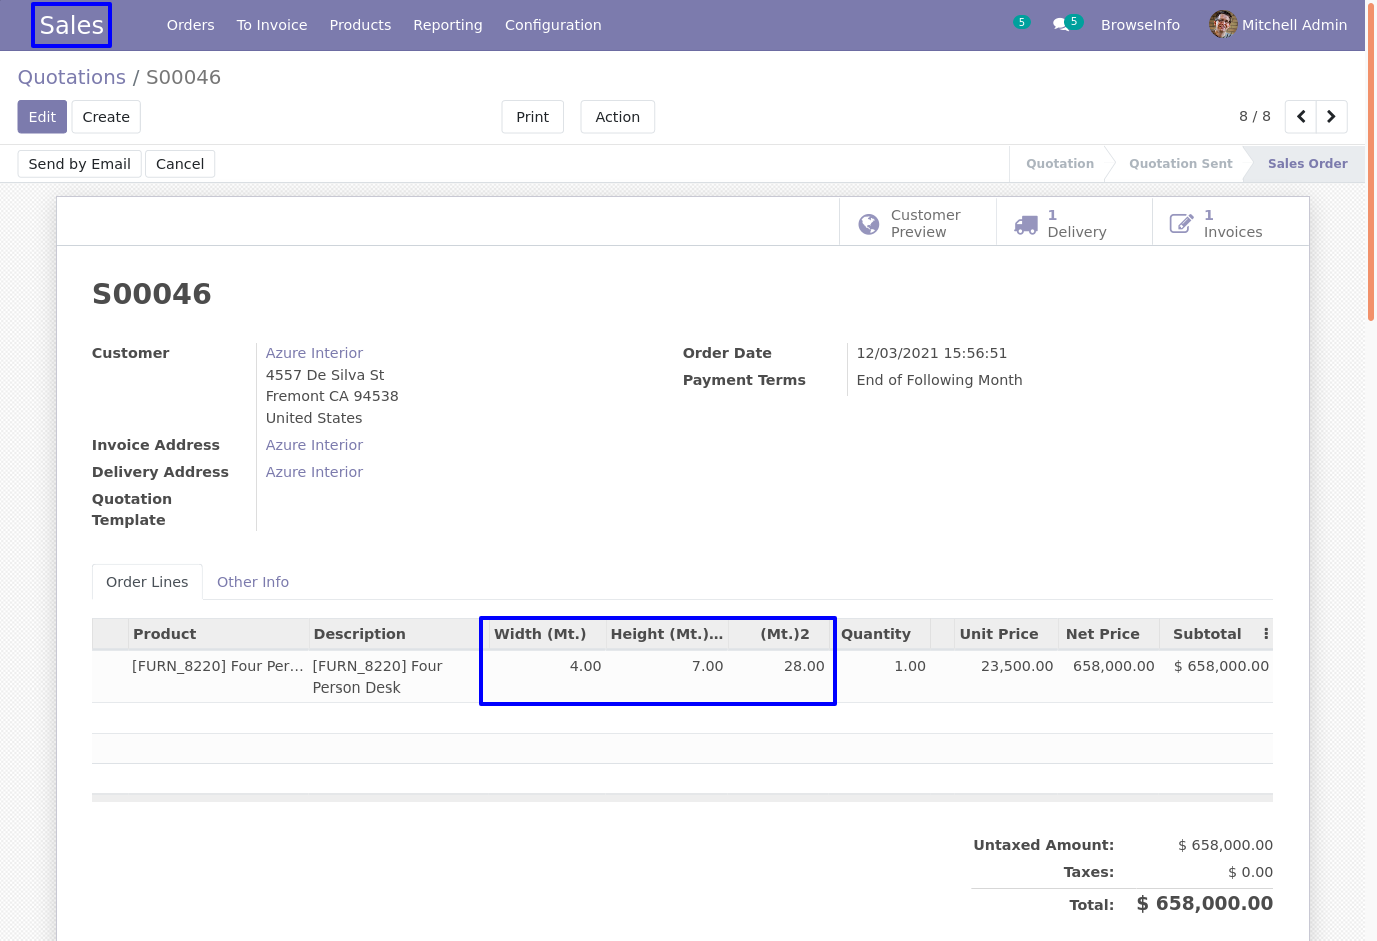 Sales Orders To Invoice Products Reporting Configuration 5 5 BrowseInfo Mitchell Admin
Quotations / S00046
Edit Create Print Action 8 / 8
Send by Email Cancel Quotation Quotation Sent Sales Order
Customer Preview
1 Delivery
1 Invoices
S00046
Customer Azure Interior
4557 De Silva St
Fremont CA 94538
United States
Invoice Address Azure Interior
Delivery Address Azure Interior
Quotation
Template
Order Date 12/03/2021 15:56:51
Payment Terms End of Following Month
Order Lines Other Info
Product Description Width (Mt.) Height (Mt.)... (Mt.)2 Quantity Unit Price Net Price Subtotal
[FURN_8220] Four Per... [FURN_8220] Four 4.00 7.00 28.00 1.00 23,500.00 658,000.00 $ 658,000.00
Person Desk
Untaxed Amount: $ 658,000.00
Taxes: $ 0.00
Total: $ 658,000.00